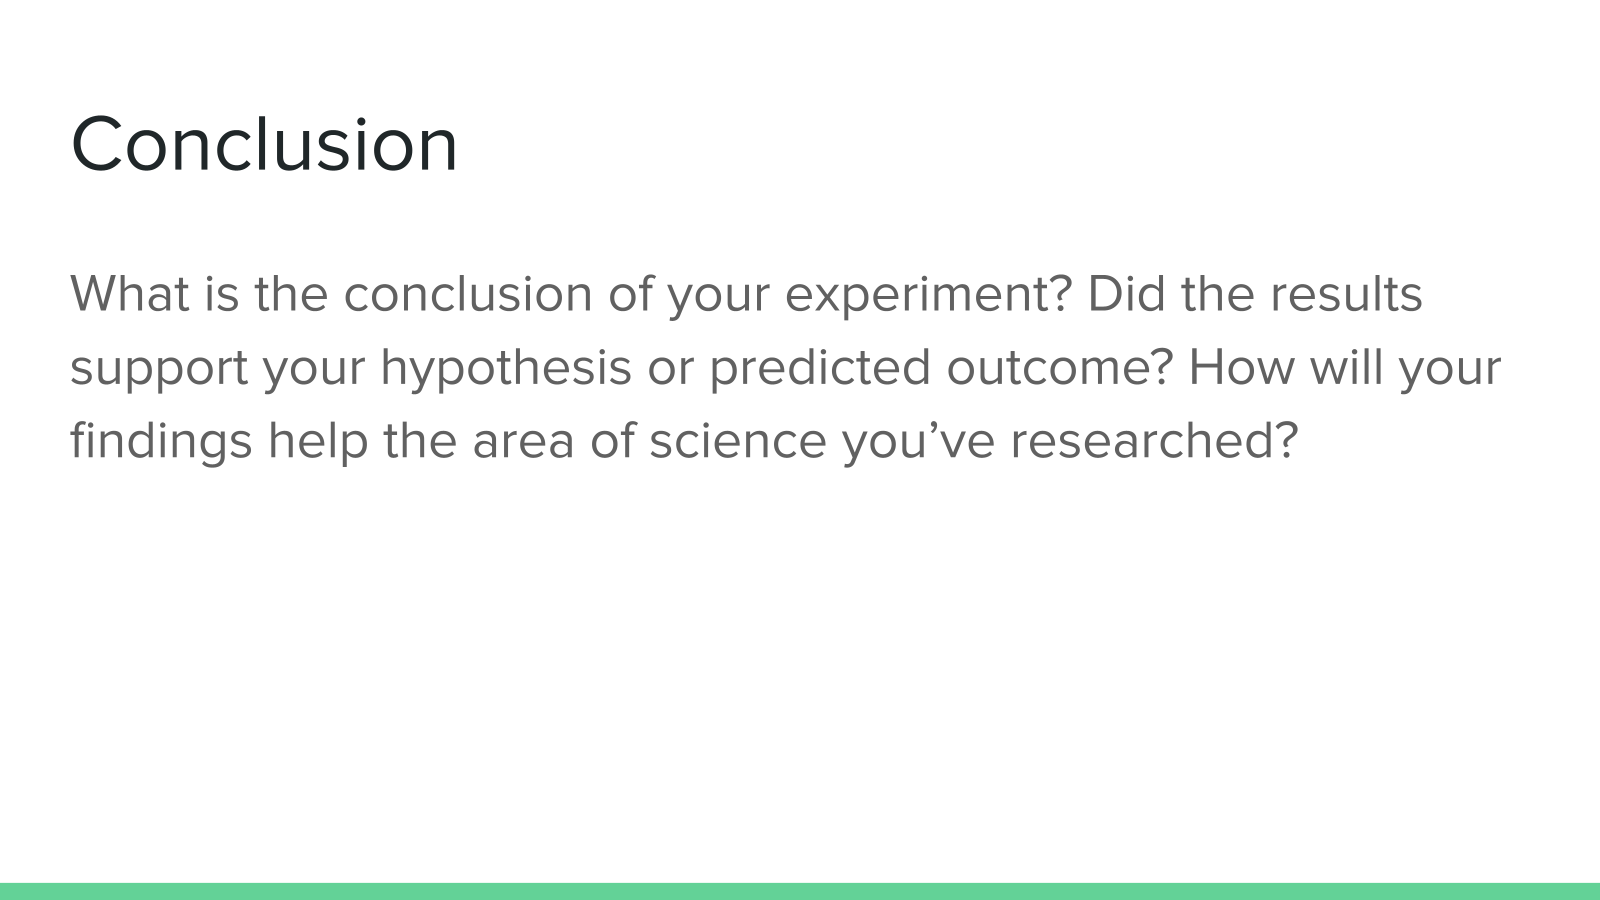 Conclusion
What is the conclusion of your experiment? Did the results
support your hypothesis or predicted outcome? How will your
findings help the area of science you’ve researched?